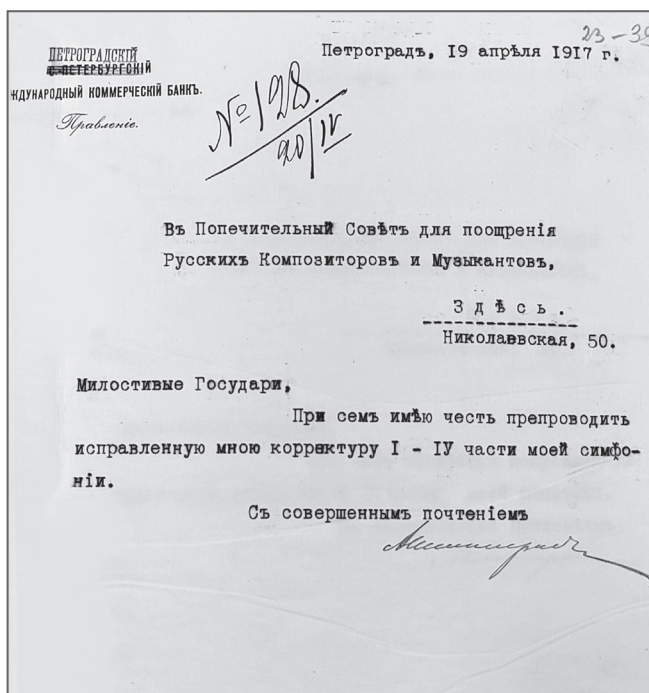 23-39
Петроградъ, 19 апрѣля 1917 г.
ПЕТРОГРАДСКІЙ
С.-ПЕТЕРБУРГСКІЙ
ЖДУНАРОДНЫЙ КОММЕРЧЕСКІЙ БАНКЪ.
Правленіе.
№ 128.
20/IV
Въ Попечительный Совѣтъ для поощренія
Русскихъ Композиторовъ и Музыкантовъ,
Здѣсь.
Николаввская, 50.
Милостивые Государи,
При семъ имѣю честь препроводить
исправленную мною корректуру I - IУ части моей симфо-
ніи.
Съ совершеннымъ почтеніемъ